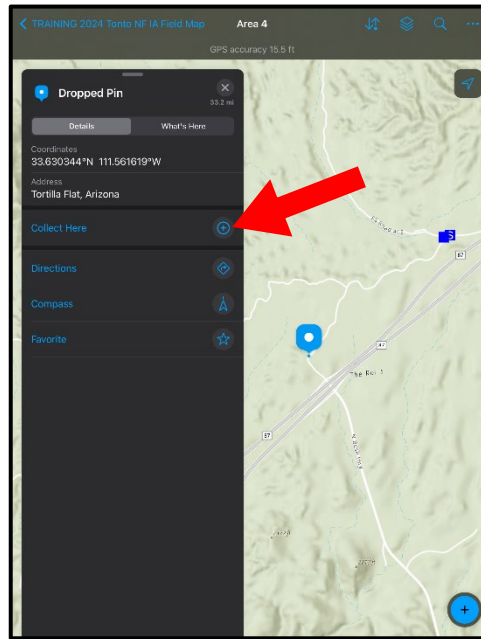 TRAINING 2024 Tonto NF IA Field Map
Area 4
GPS accuracy 15.5 ft
Dropped Pin
33.2 mi
Details
What's Here
Coordinates
33.630344°N 111.561619°W
Address
Tortilla Flat, Arizona
Collect Here
Directions
Compass
Favorite
S
87
87
The Rol
87